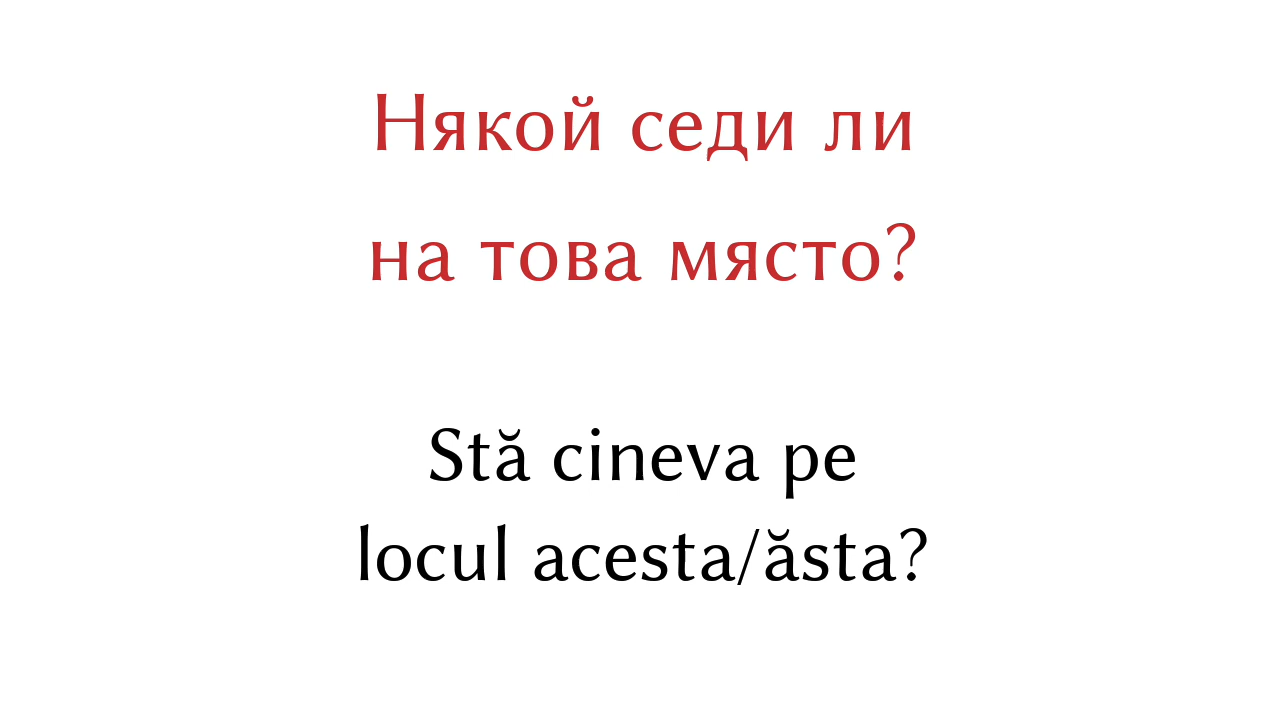 Някой седи ли
на това място?
Stă cineva pe
locul acesta/ăsta?